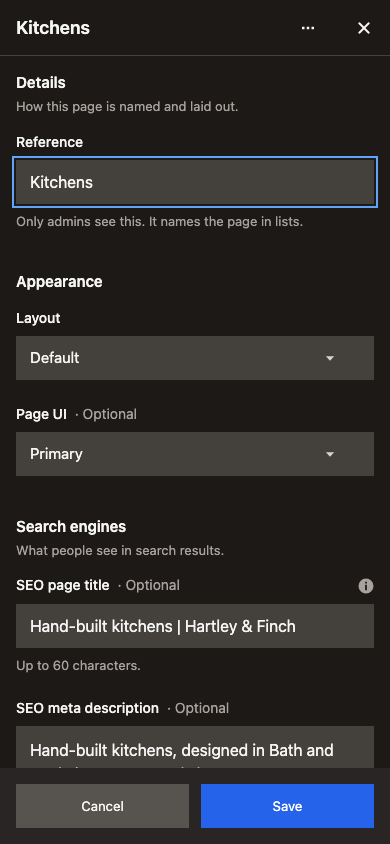 Kitchens
Details
How this page is named and laid out.
Reference
Kitchens
Only admins see this. It names the page in lists.
Appearance
Layout
Default
Page UI · Optional
Primary
Search engines
What people see in search results.
SEO page title · Optional
Hand-built kitchens | Hartley & Finch
Up to 60 characters.
SEO meta description · Optional
Hand-built kitchens, designed in Bath and
Cancel
Save